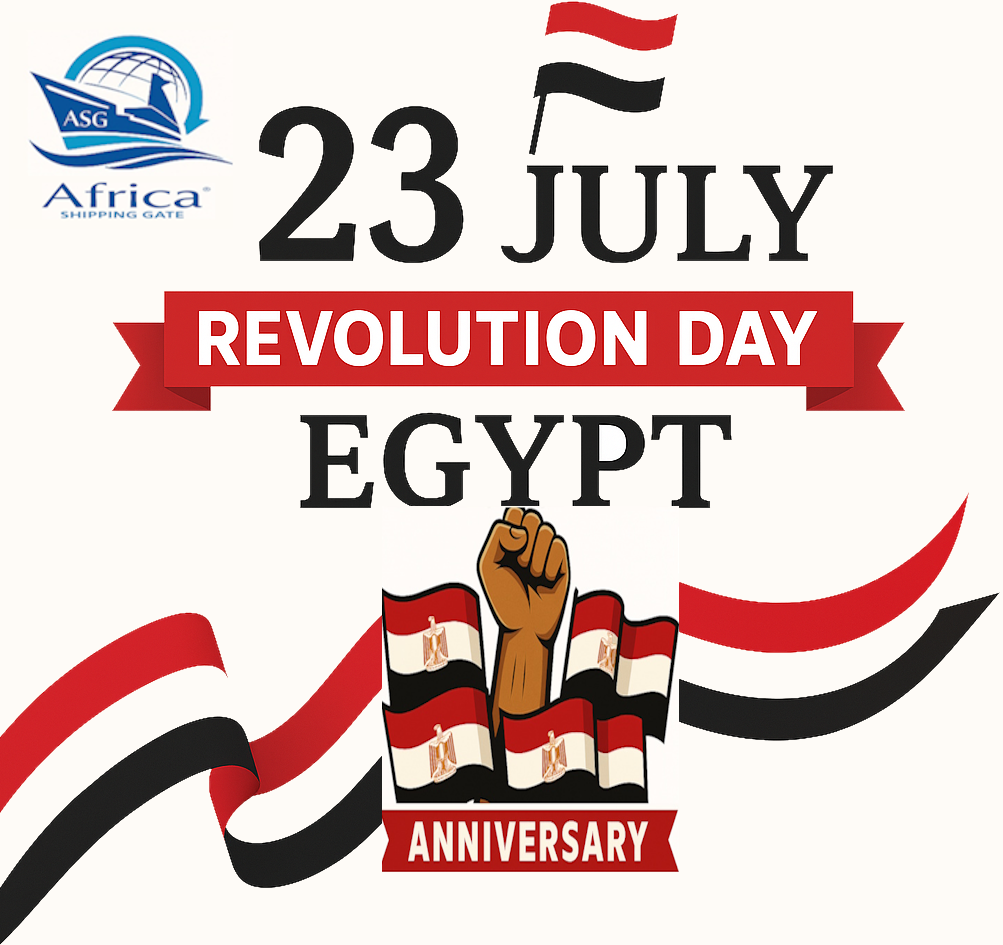 ASG
Africa®
SHIPPING GATE
23 JULY
REVOLUTION DAY
EGYPT
ANNIVERSARY